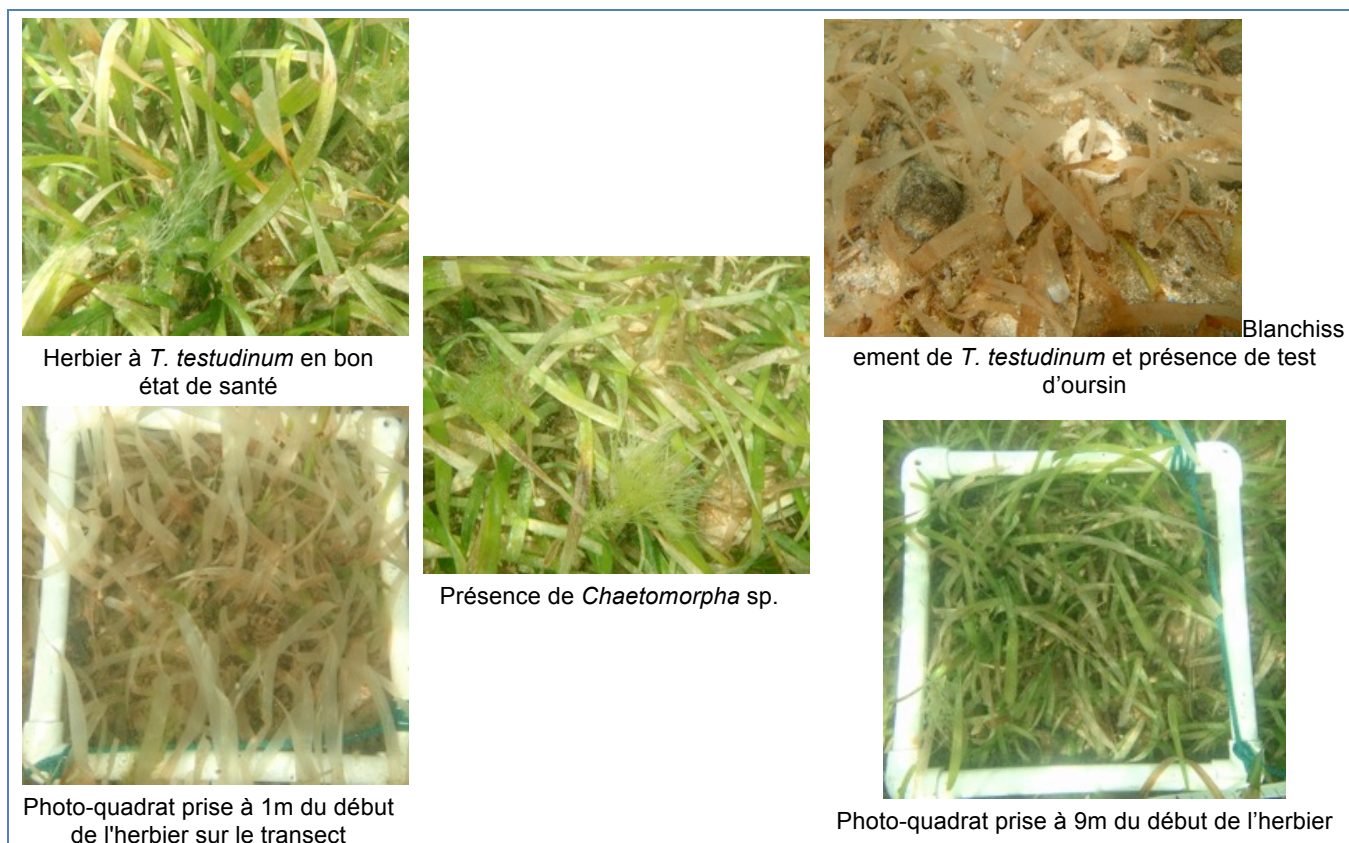 Herbier à T. testudinum en bon
état de santé
Blanchiss
ement de T. testudinum et présence de test
d’oursin
Présence de Chaetomorpha sp.
Photo-quadrat prise à 1m du début
de l'herbier sur le transect
Photo-quadrat prise à 9m du début de l’herbier